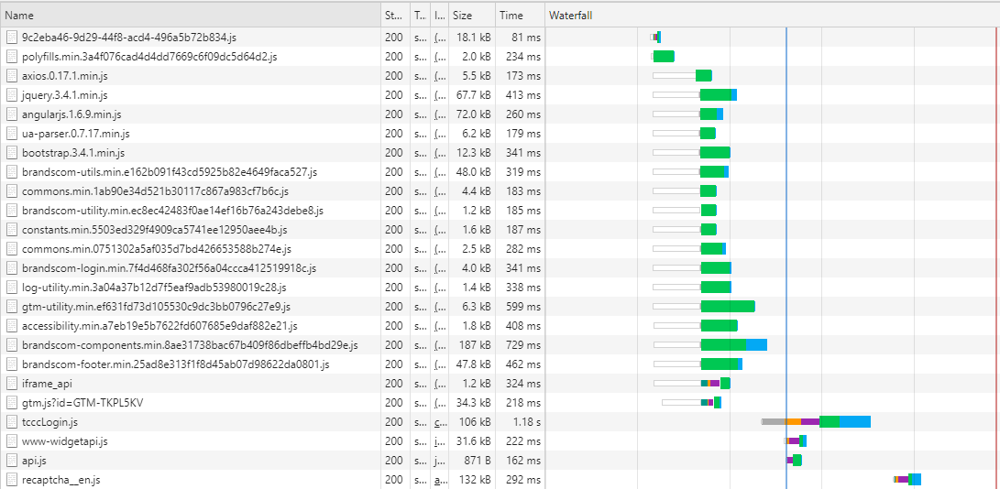 Name St... T... I... Size Time Waterfall
9c2eba46-9d29-44f8-acd4-496a5b72b834.js 200 s... (... 18.1 kB 81 ms
polyfills.min.3a4f076cad4d4dd7669c6f09dc5d64d2.js 200 s... (... 2.0 kB 234 ms
axios.0.17.1.min.js 200 s... (... 5.5 kB 173 ms
jquery.3.4.1.min.js 200 s... (... 67.7 kB 413 ms
angularjs.1.6.9.min.js 200 s... (... 72.0 kB 260 ms
ua-parser.0.7.17.min.js 200 s... (... 6.2 kB 179 ms
bootstrap.3.4.1.min.js 200 s... (... 12.3 kB 341 ms
brandscom-utils.min.e162b091f43cd5925b82e4649faca527.js 200 s... (... 48.0 kB 319 ms
commons.min.1ab90e34d521b30117c867a983cf7b6c.js 200 s... (... 4.4 kB 183 ms
brandscom-utility.min.ec8ec42483f0ae14ef16b76a243debe8.js 200 s... (... 1.2 kB 185 ms
constants.min.5503ed329f4909ca5741ee12950aee4b.js 200 s... (... 1.6 kB 187 ms
commons.min.0751302a5af035d7bd426653588b274e.js 200 s... (... 2.5 kB 282 ms
brandscom-login.min.7f4d468fa302f56a04ccca412519918c.js 200 s... (... 4.0 kB 341 ms
log-utility.min.3a04a37b12d7f5eaf9adb53980019c28.js 200 s... (... 1.4 kB 338 ms
gtm-utility.min.ef631fd73d105530c9dc3bb0796c27e9.js 200 s... (... 6.3 kB 599 ms
accessibility.min.a7eb19e5b7622fd607685e9daf882e21.js 200 s... (... 1.8 kB 408 ms
brandscom-components.min.8ae31738bac67b409f86dbeffb4bd29e.js 200 s... (... 187 kB 729 ms
brandscom-footer.min.25ad8e313f1f8d45ab07d98622da0801.js 200 s... (... 47.8 kB 462 ms
iframe_api 200 s... (... 1.2 kB 324 ms
gtm.js?id=GTM-TKPL5KV 200 s... (... 34.3 kB 218 ms
tcccLogin.js 200 s... c... 106 kB 1.18 s
www-widgetapi.js 200 s... i... 31.6 kB 222 ms
api.js 200 s... j... 871 B 162 ms
recaptcha__en.js 200 s... a... 132 kB 292 ms